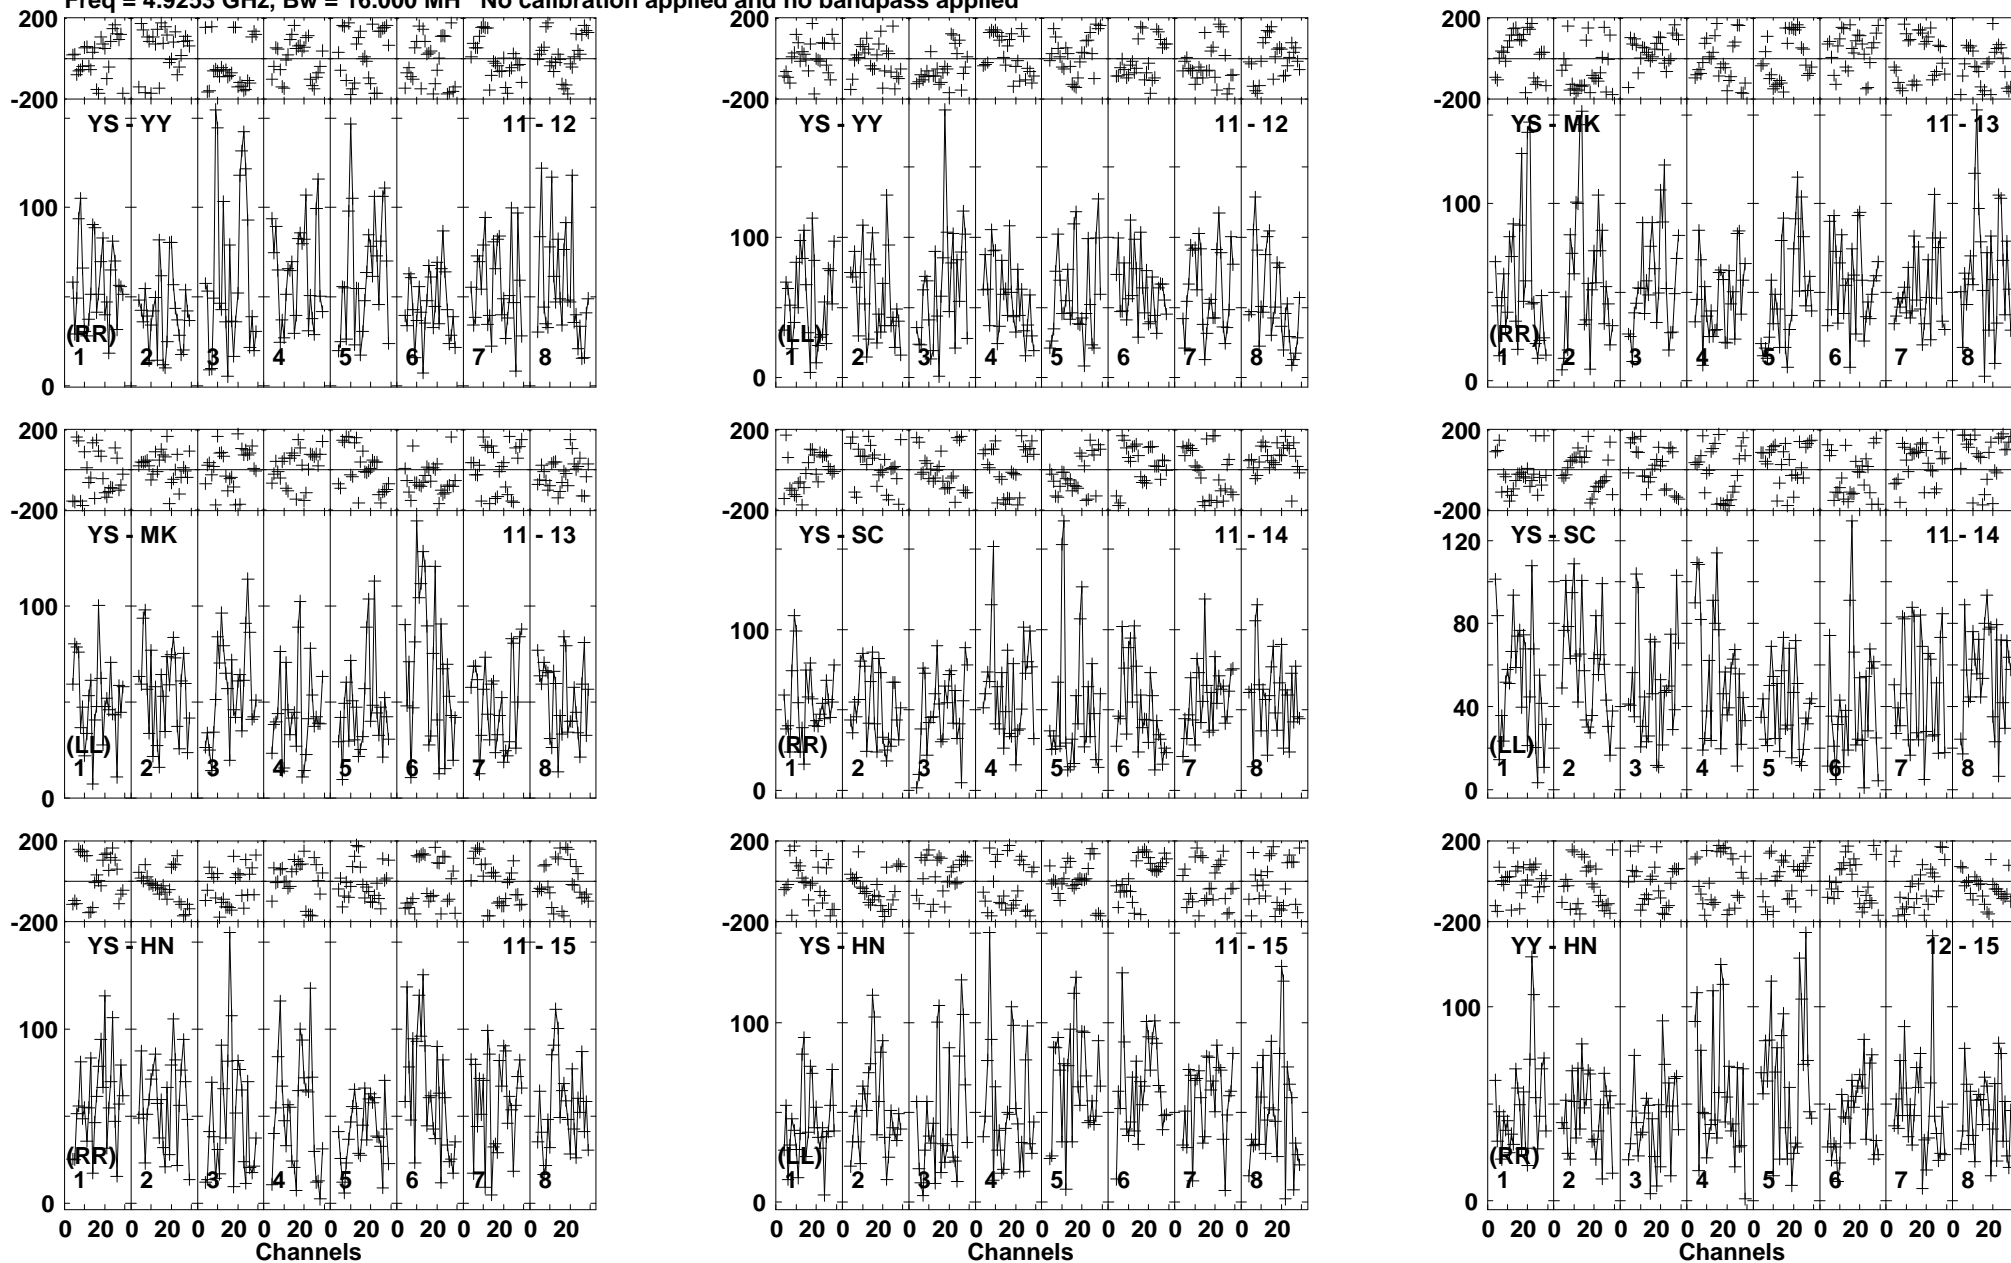 Freq = 4.9253 GHz, Bw = 16.000 MH No calibration applied and no bandpass applied
200 200 200
-200 -200 -200
YS - YY 11 - 12 YS - YY 11 - 12 YS - MK 11 - 13
100 100 100
(RR) (LL) (RR)
1 2 3 4 5 6 7 8 1 2 3 4 5 6 7 8 1 2 3 4 5 6 7 8
0 0 0
200 200 200
-200 -200 -200
YS - MK 11 - 13 YS - SC 11 - 14 YS - SC 11 - 14
120
100 100 80
40
(LL) (RR) (LL)
1 2 3 4 5 6 7 8 1 2 3 4 5 6 7 8 1 2 3 4 5 6 7 8
0 0 0
200 200 200
-200 -200 -200
YS - HN 11 - 15 YS - HN 11 - 15 YY - HN 12 - 15
100 100 100
(RR) (LL) (RR)
1 2 3 4 5 6 7 8 1 2 3 4 5 6 7 8 1 2 3 4 5 6 7 8
0 0 0
0 20 0 20 0 20 0 20 0 20 0 20 0 20 0 20 0 20 0 20 0 20 0 20 0 20 0 20 0 20 0 20 0 20 0 20 0 20 0 20 0 20 0 20 0 20 0 20
Channels Channels Channels